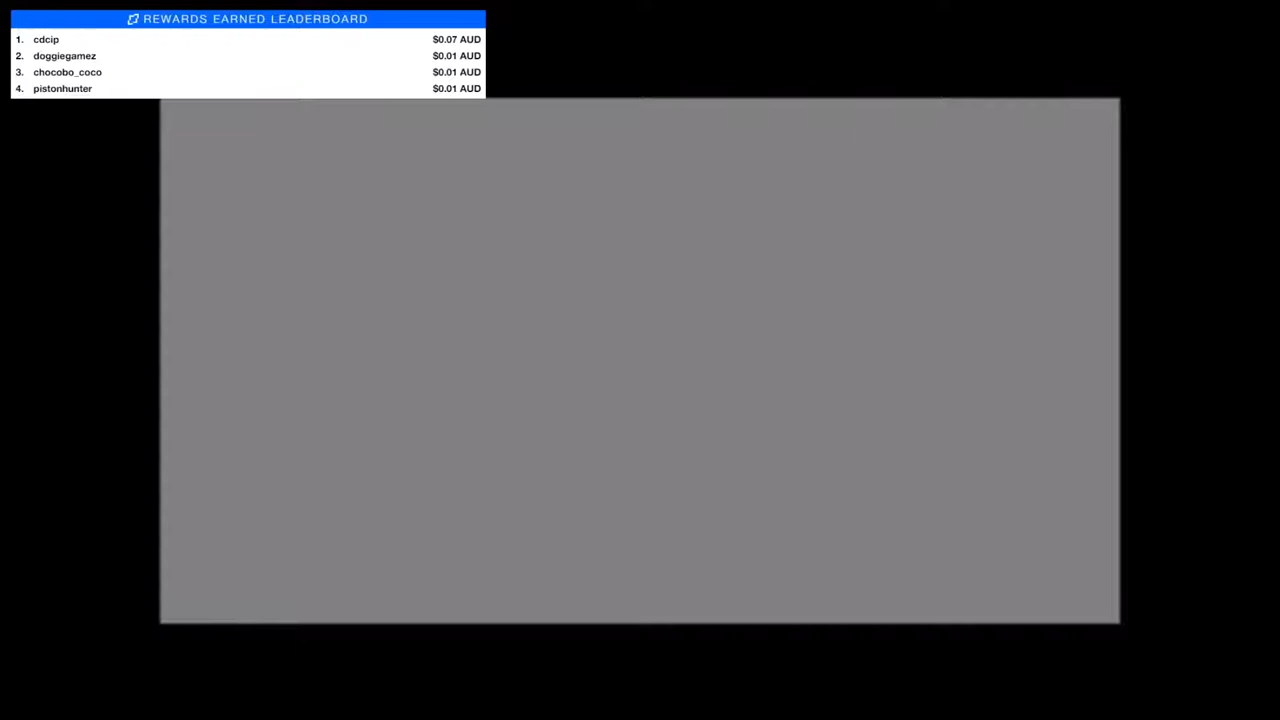 REWARDS EARNED LEADERBOARD
1. cdcip $0.07 AUD
2. doggiegamez $0.01 AUD
3. chocobo_coco $0.01 AUD
4. pistonhunter $0.01 AUD